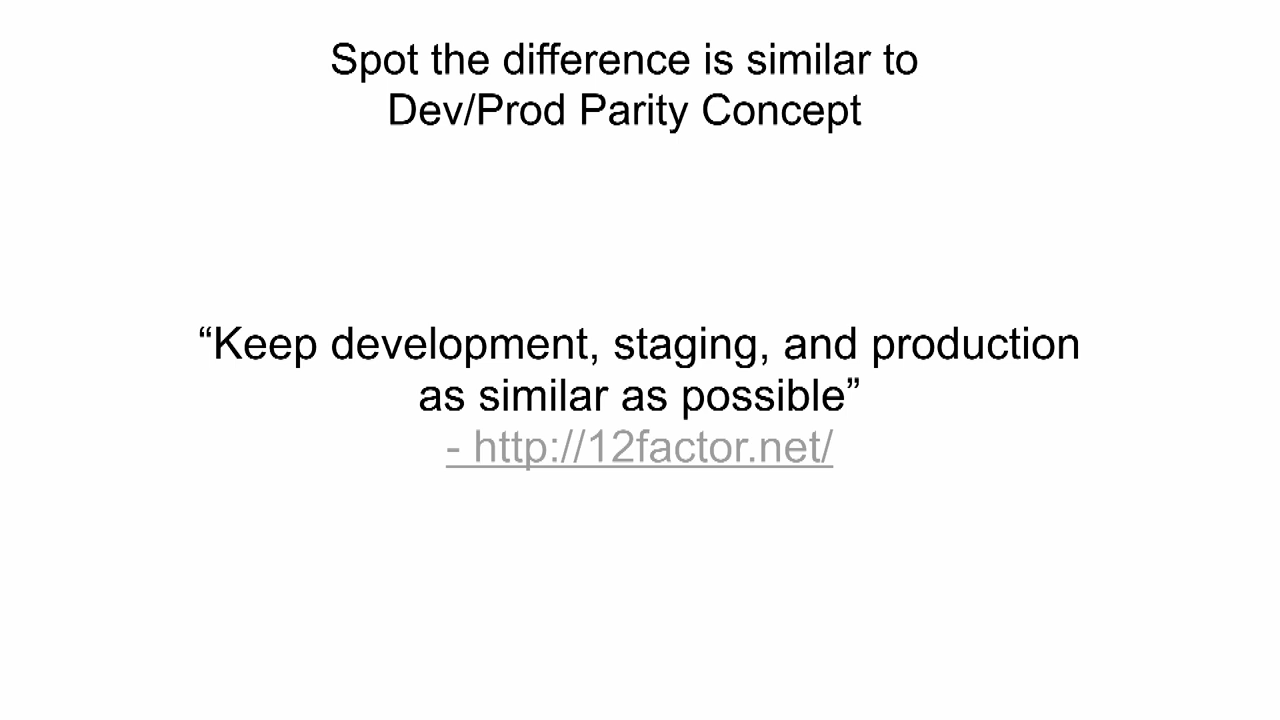 Spot the difference is similar to
Dev/Prod Parity Concept
“Keep development, staging, and production
as similar as possible”
- http://12factor.net/